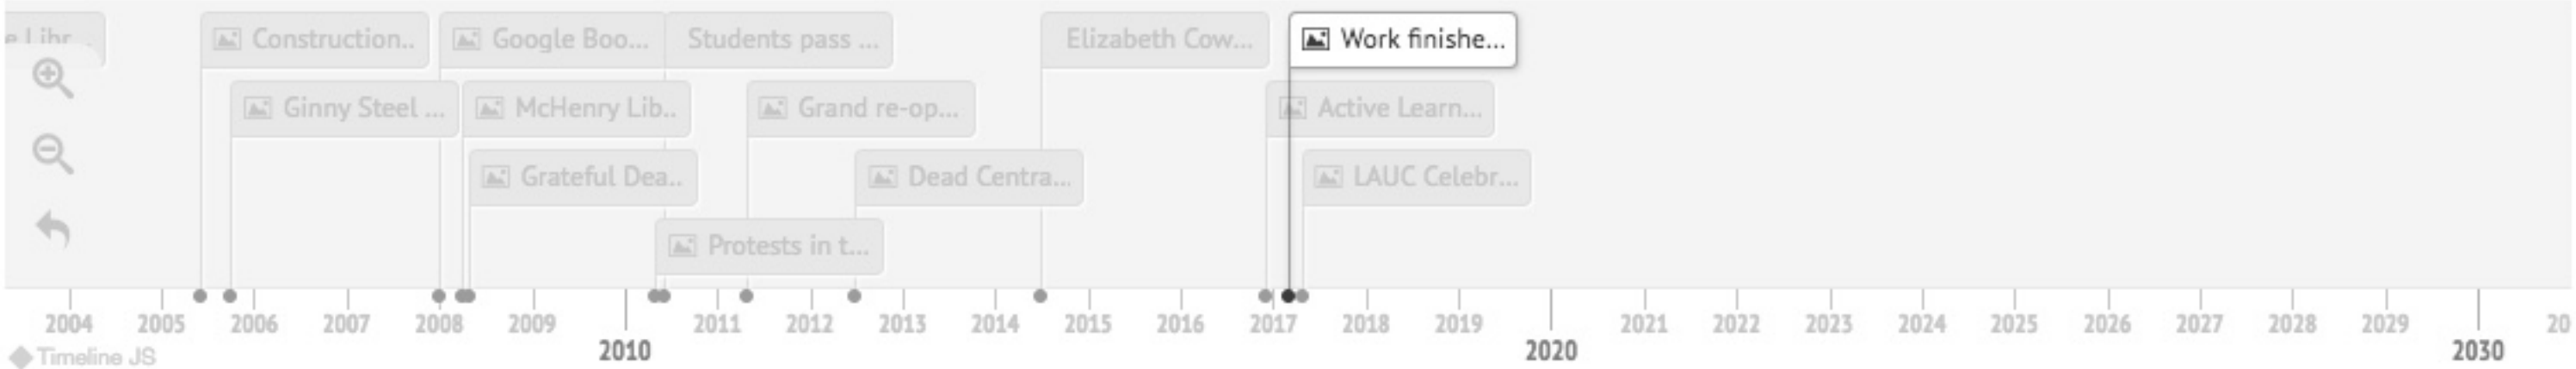 e Libr...
Construction..
Google Boo...
Students pass ...
Elizabeth Cow...
Work finishe...
Ginny Steel ...
McHenry Lib..
Grand re-op...
Active Learn...
Grateful Dea..
Dead Centra...
LAUC Celebr...
Protests in t...
2004 2005 2006 2007 2008 2009 2010 2011 2012 2013 2014 2015 2016 2017 2018 2019 2020 2021 2022 2023 2024 2025 2026 2027 2028 2029 2030 20
Timeline JS